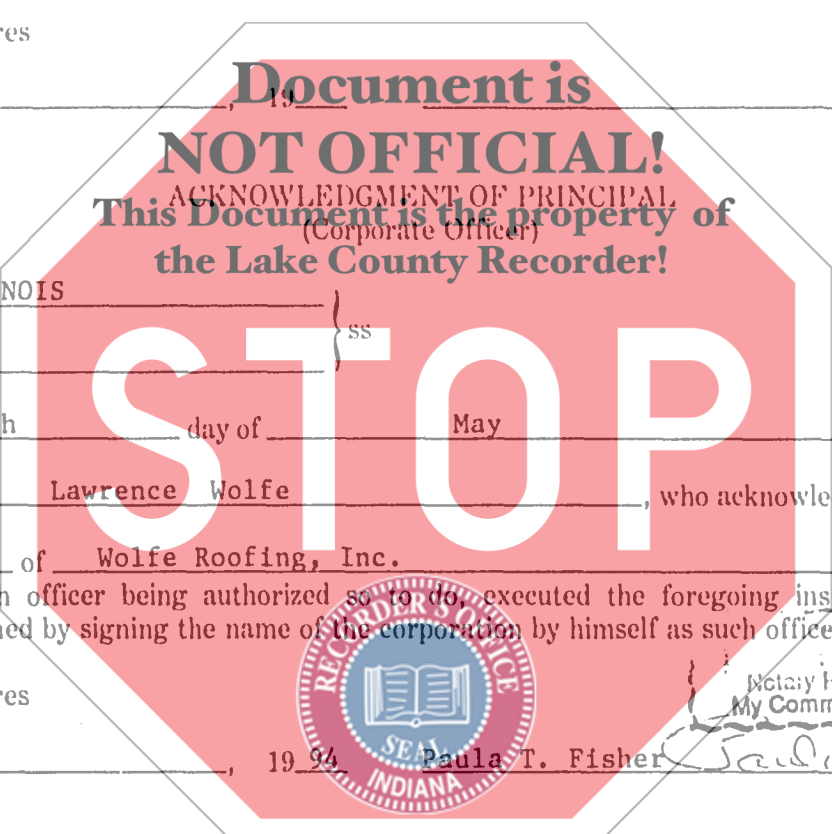 res
, 19
Document is
NOT OFFICIAL!
ACKNOWLEDGMENT OF PRINCIPAL
This Document is the property of
(Corporate Officer)
the Lake County Recorder!
NOIS
ss
STOP
h day of May
Lawrence Wolfe , who acknowle
of Wolfe Roofing, Inc.
h officer being authorized so to do, executed the foregoing ins
ned by signing the name of the corporation by himself as such office
RECORDER'S OFFICE
SEAL
INDIANA
Notary P
res
My Comm
, 19 94 Paula T. Fisher